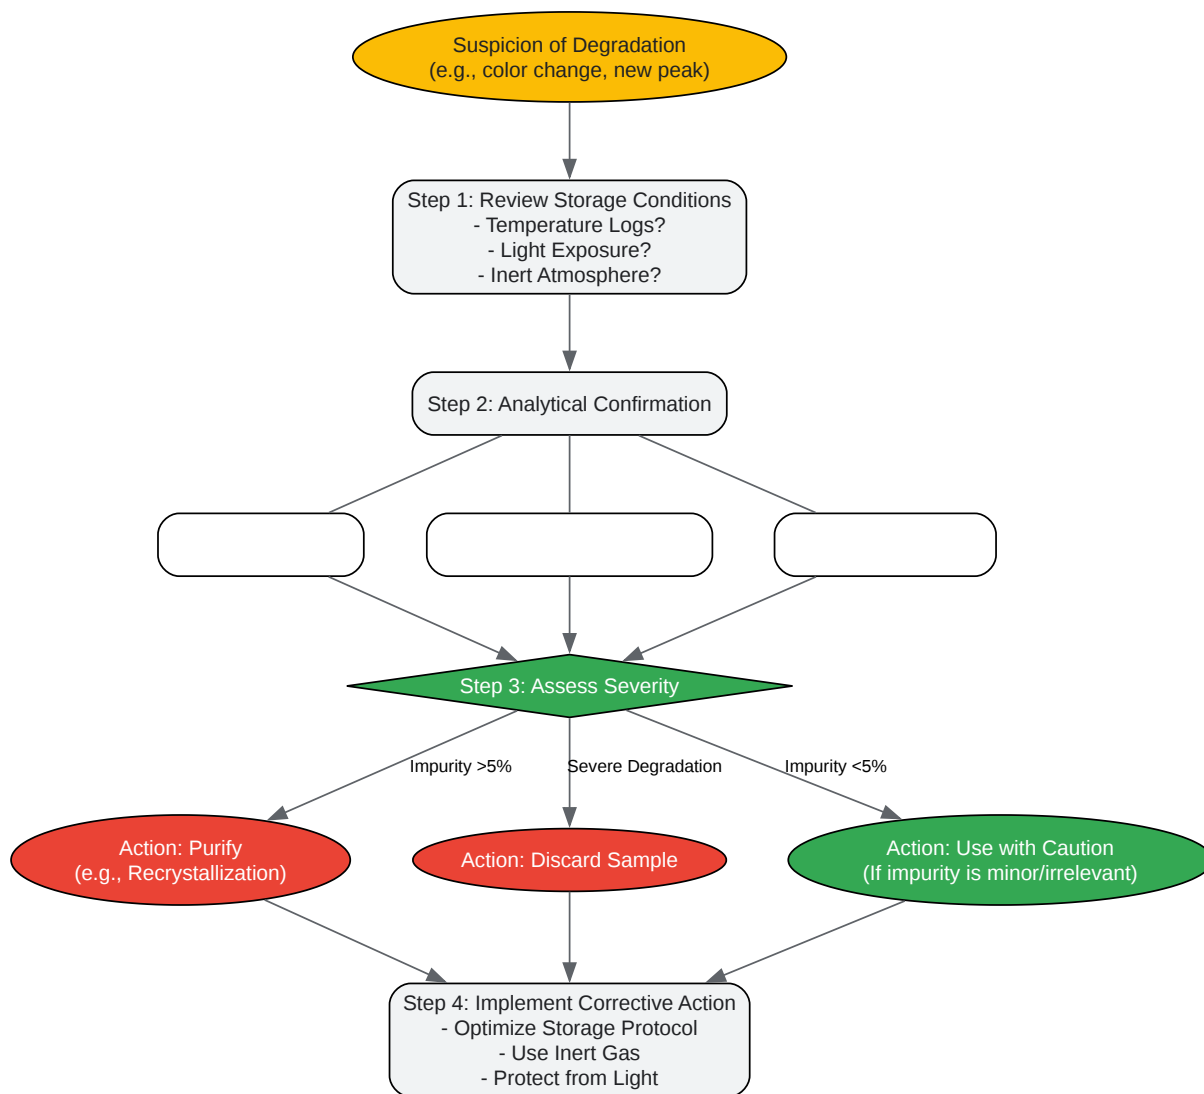 Suspicion of Degradation
(e.g., color change, new peak)
Step 1: Review Storage Conditions
- Temperature Logs?
- Light Exposure?
- Inert Atmosphere?
Step 2: Analytical Confirmation
Step 3: Assess Severity
Impurity >5%
Severe Degradation
Impurity <5%
Action: Purify
(e.g., Recrystallization)
Action: Discard Sample
Action: Use with Caution
(If impurity is minor/irrelevant)
Step 4: Implement Corrective Action
- Optimize Storage Protocol
- Use Inert Gas
- Protect from Light